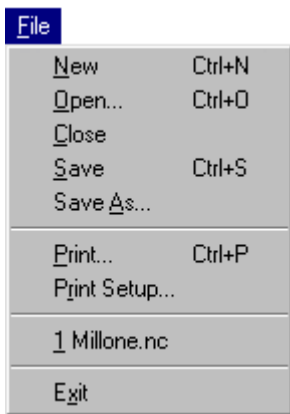 File
New Ctrl+N
Open... Ctrl+O
Close
Save Ctrl+S
Save As...
Print... Ctrl+P
Print Setup...
1 Millone.nc
Exit